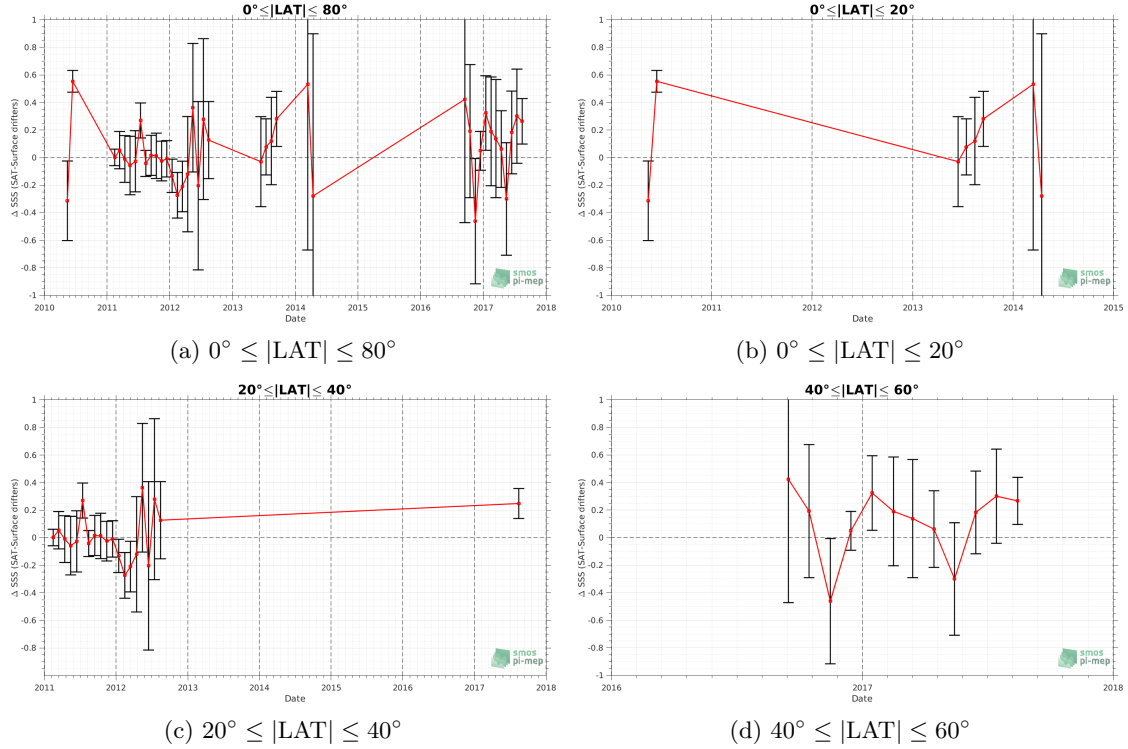 0°≤|LAT|≤ 80°
1
0.8
0.6
0.4
0.2
0
-0.2
-0.4
-0.6
-0.8
-1
Δ SSS (SAT-Surface drifters)
2010 2011 2012 2013 2014 2015 2016 2017 2018
Date
smos
pi-mep
(a) 0° ≤ |LAT| ≤ 80°
0°≤|LAT|≤ 20°
1
0.8
0.6
0.4
0.2
0
-0.2
-0.4
-0.6
-0.8
-1
Δ SSS (SAT-Surface drifters)
2010 2011 2012 2013 2014 2015
Date
smos
pi-mep
(b) 0° ≤ |LAT| ≤ 20°
20°≤|LAT|≤ 40°
1
0.8
0.6
0.4
0.2
0
-0.2
-0.4
-0.6
-0.8
-1
Δ SSS (SAT-Surface drifters)
2011 2012 2013 2014 2015 2016 2017 2018
Date
smos
pi-mep
(c) 20° ≤ |LAT| ≤ 40°
40°≤|LAT|≤ 60°
1
0.8
0.6
0.4
0.2
0
-0.2
-0.4
-0.6
-0.8
-1
Δ SSS (SAT-Surface drifters)
2016 2017 2018
Date
smos
pi-mep
(d) 40° ≤ |LAT| ≤ 60°